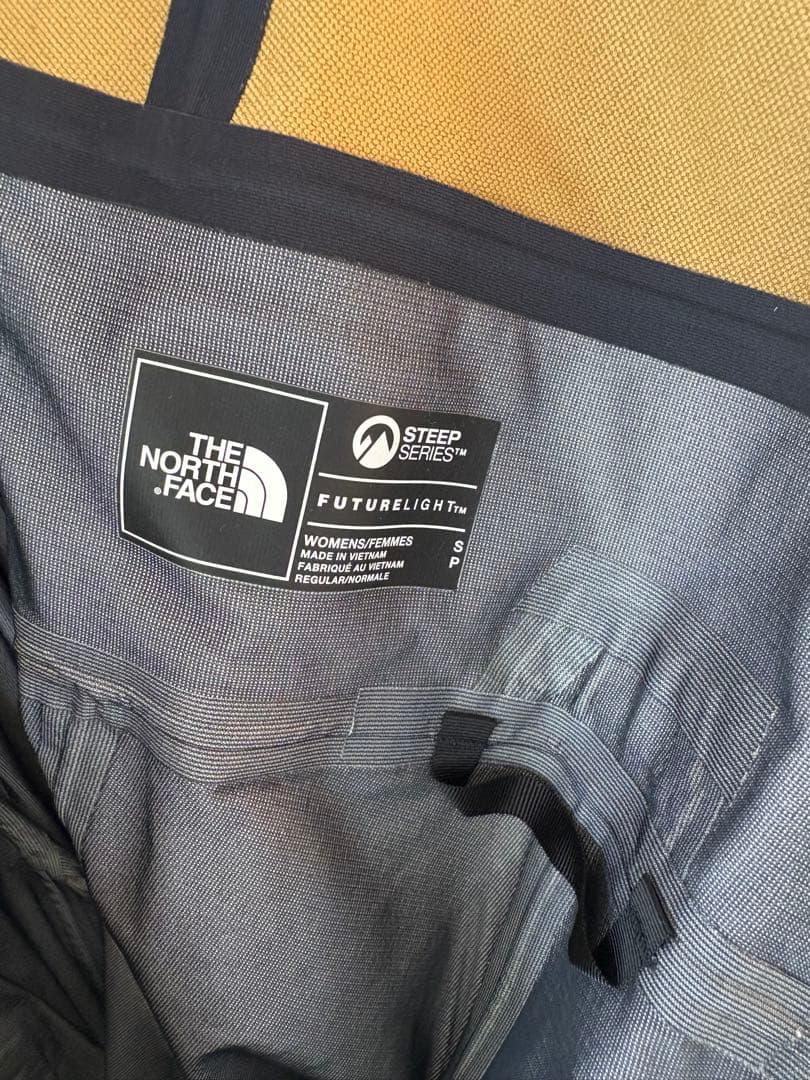 THE
NORTH
FACE
STEEP
SERIES™
FUTURELIGHT™
WOMENS/FEMMES
MADE IN VIETNAM
FABRIQUÉ AU VIETNAM
REGULAR/NORMALE
S
P